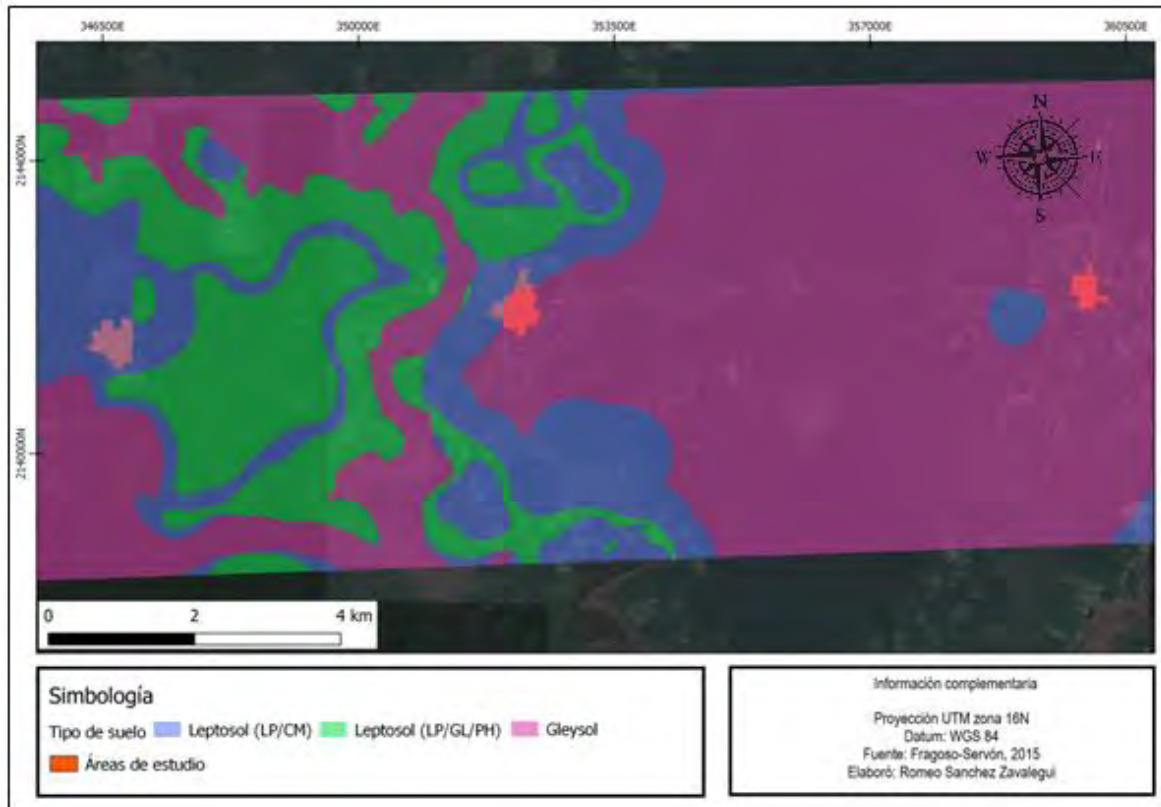 346500E 350000E 353500E 357000E 360500E
N
2144000N
W E
S
2140000N
0 2 4 km
Simbología
Tipo de suelo Leptosol (LP/CM) Leptosol (LP/GL/PH) Gleysol
Áreas de estudio
Información complementaria
Proyección UTM zona 16N
Datum: WGS 84
Fuente: Fragoso-Servón, 2015
Elaboró: Romeo Sanchez Zavalegui